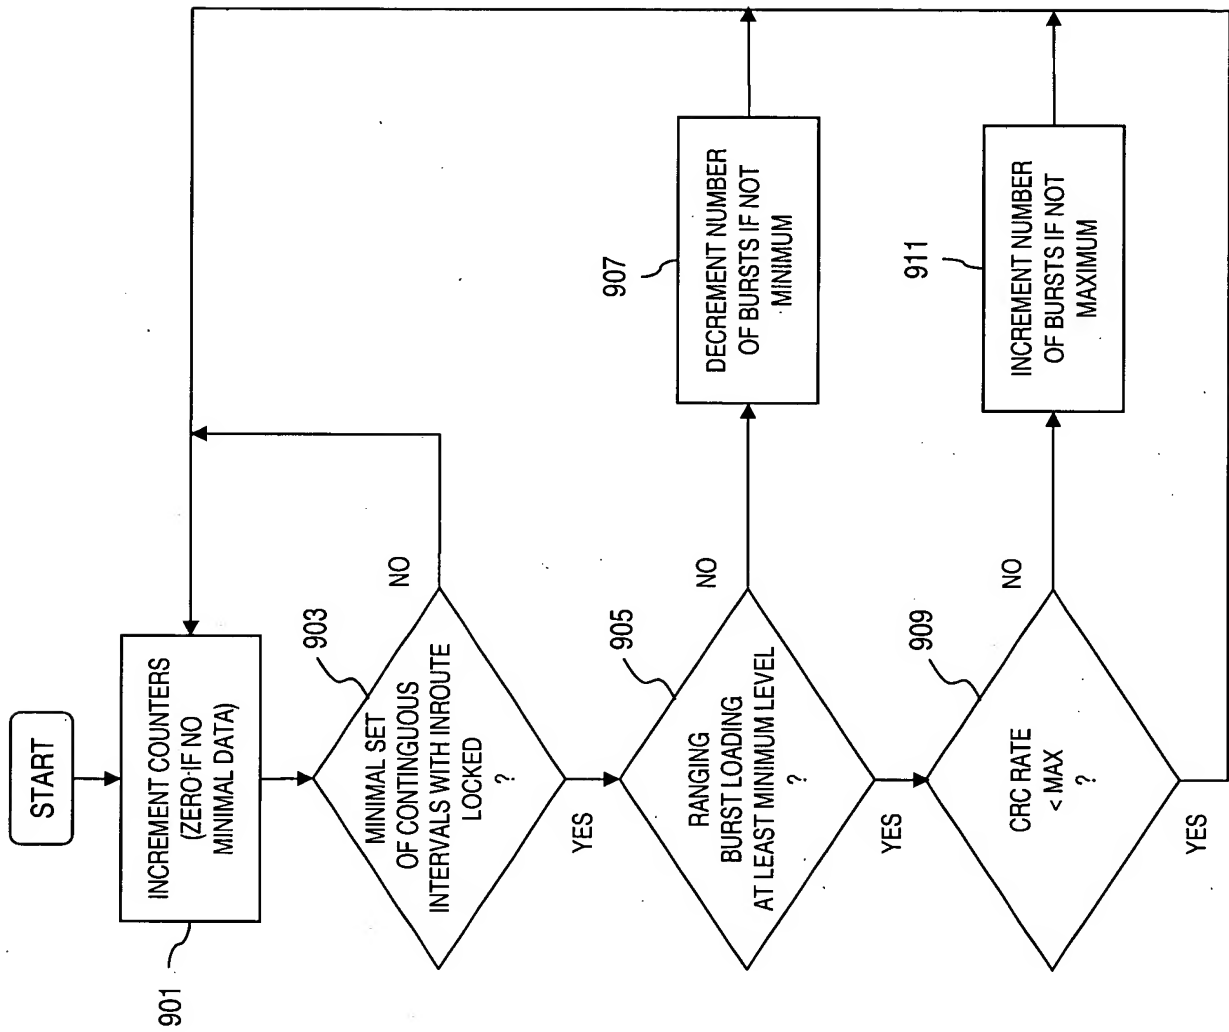 START
INCREMENT COUNTERS
(ZERO IF NO
MINIMAL DATA)
901
MINIMAL SET
OF CONTINGUOUS
INTERVALS WITH INROUTE
LOCKED
?
903
NO
YES
RANGING
BURST LOADING
AT LEAST MINIMUM LEVEL
?
905
NO
YES
DECREMENT NUMBER
OF BURSTS IF NOT
MINIMUM
907
CRC RATE
< MAX
?
909
NO
YES
INCREMENT NUMBER
OF BURSTS IF NOT
MAXIMUM
911